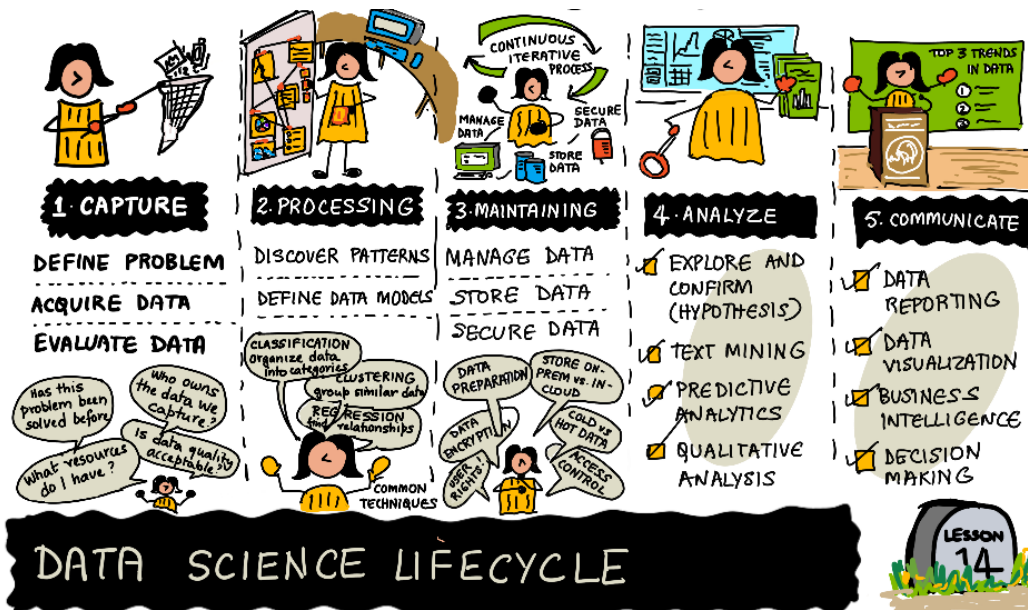 1. CAPTURE
DEFINE PROBLEM
ACQUIRE DATA
EVALUATE DATA
Has this
problem been
solved before
Who owns
the data we
capture?
What resources
do I have?
Is data quality
acceptable?
2. PROCESSING
DISCOVER PATTERNS
DEFINE DATA MODELS
CLASSIFICATION
organize data
into categories
CLUSTERING
group similar data
REGRESSION
find relationships
COMMON
TECHNIQUES
CONTINUOUS
ITERATIVE
PROCESS
MANAGE
DATA
SECURE
DATA
STORE
DATA
3. MAINTAINING
MANAGE DATA
STORE DATA
SECURE DATA
DATA
PREPARATION
STORE ON-
PREM vs. IN-
CLOUD
DATA
ENCRYPTION
COLD vs
HOT DATA
USER
RIGHTS
ACCESS
CONTROL
4. ANALYZE
EXPLORE AND
CONFIRM
(HYPOTHESIS)
TEXT MINING
PREDICTIVE
ANALYTICS
QUALITATIVE
ANALYSIS
TOP 3 TRENDS
IN DATA
1
2
3
5. COMMUNICATE
DATA
REPORTING
DATA
VISUALIZATION
BUSINESS
INTELLIGENCE
DECISION
MAKING
DATA SCIENCE LIFECYCLE
LESSON
14